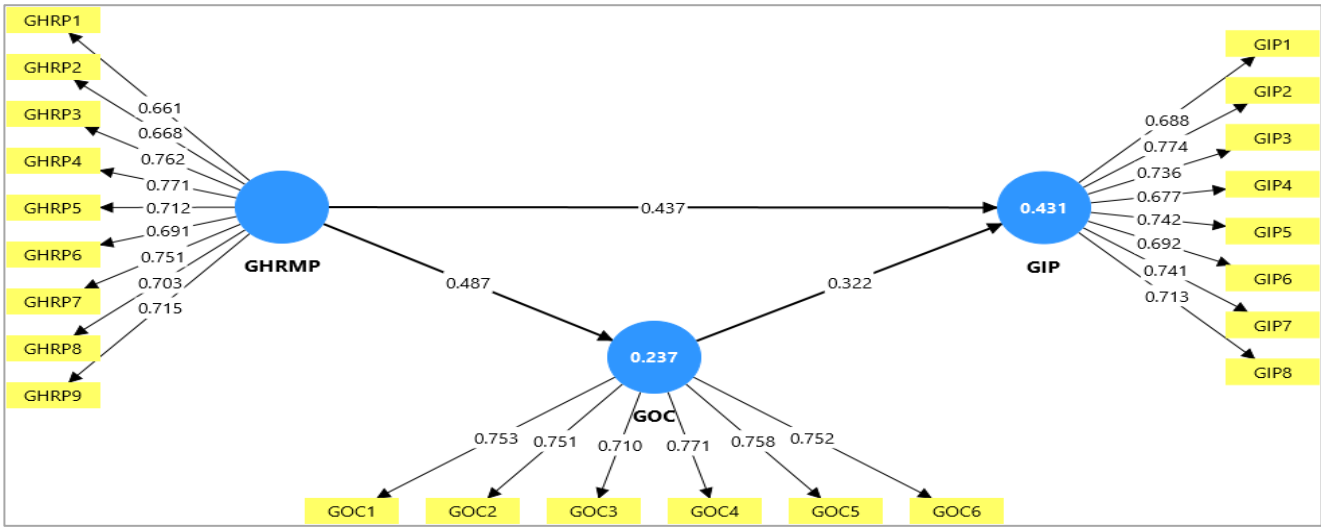 GHRP1
GHRP2
GHRP3
GHRP4
GHRP5
GHRP6
GHRP7
GHRP8
GHRP9
0.661
0.668
0.762
0.771
0.712
0.691
0.751
0.703
0.715
GHRMP
0.437
0.487
0.322
0.237
GOC
0.753
0.751
0.710
0.771
0.758
0.752
GOC1
GOC2
GOC3
GOC4
GOC5
GOC6
0.431
GIP
0.688
0.774
0.736
0.677
0.742
0.692
0.741
0.713
GIP1
GIP2
GIP3
GIP4
GIP5
GIP6
GIP7
GIP8